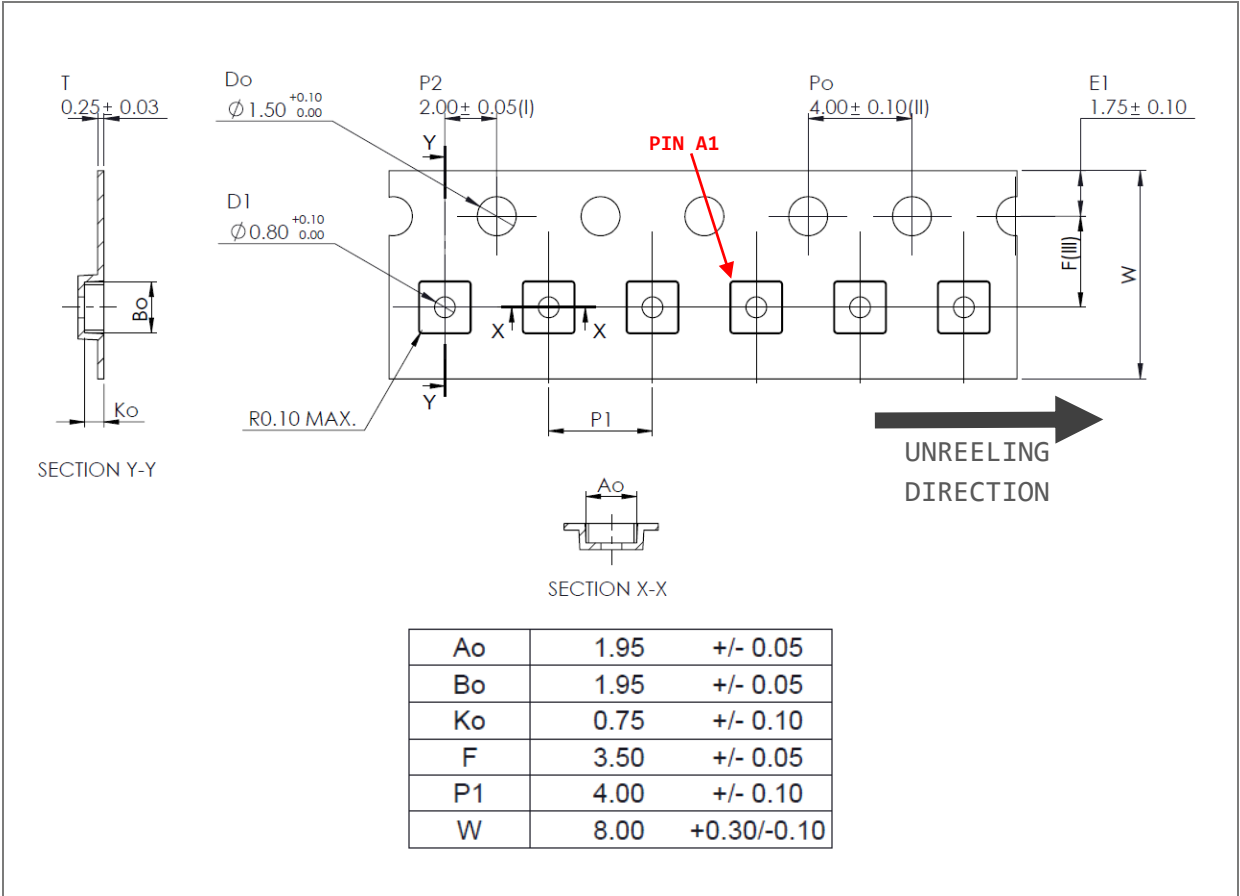 T
0.25± 0.03
Do
∅1.50 +0.10 0.00
P2
2.00± 0.05(I)
Po
4.00± 0.10(II)
E1
1.75± 0.10
Y
PIN A1
D1
∅0.80 +0.10 0.00
F(III)
W
Bo
X
X
Ko
R0.10 MAX.
Y
P1
UNREELING
DIRECTION
SECTION Y-Y
Ao
SECTION X-X
Ao 1.95 +/- 0.05
Bo 1.95 +/- 0.05
Ko 0.75 +/- 0.10
F 3.50 +/- 0.05
P1 4.00 +/- 0.10
W 8.00 +0.30/-0.10